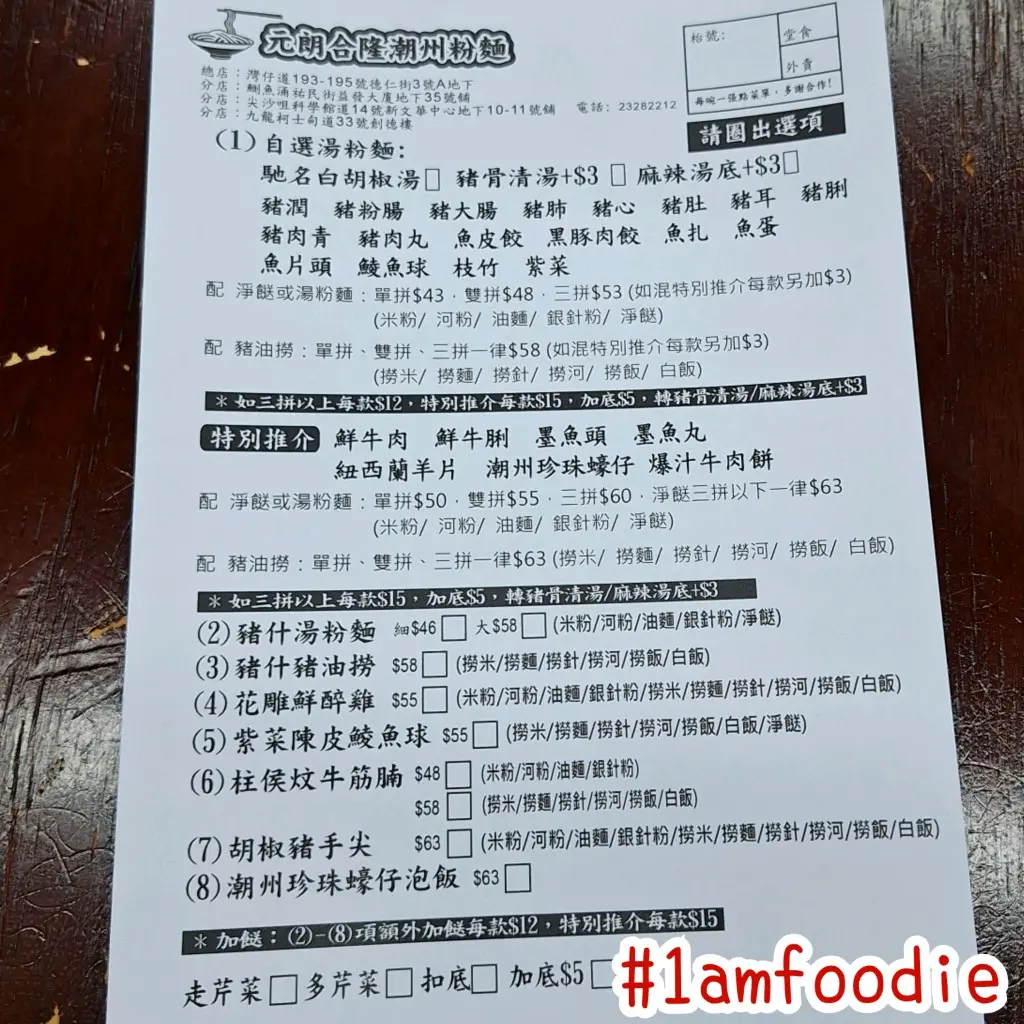 元朗合隆潮州粉麵
總店：灣仔道193-195號德仁街3號A地下
分店：鰂魚涌祐民街益發大廈地下35號舖
分店：尖沙咀科學館道14號新文華中心地下10-11號舖 電話：23282212
分店：九龍柯士甸道33號創德樓
枱號：
堂食
外賣
每碗一張點菜單，多謝合作！
請圈出選項
(1) 自選湯粉麵：
馳名白胡椒湯□ 豬骨清湯+$3 □ 麻辣湯底+$3□
豬潤 豬粉腸 豬大腸 豬肺 豬心 豬肚 豬耳 豬脷
豬肉青 豬肉丸 魚皮餃 黑豚肉餃 魚扎 魚蛋
魚片頭 鯪魚球 枝竹 紫菜
配 淨餸或湯粉麵：單拼$43．雙拼$48．三拼$53 (如混特別推介每款另加$3)
(米粉/ 河粉/ 油麵/ 銀針粉/ 淨餸)
配 豬油撈：單拼、雙拼、三拼一律$58 (如混特別推介每款另加$3)
(撈米/ 撈麵/ 撈針/ 撈河/ 撈飯/ 白飯)
＊如三拼以上每款$12，特別推介每款$15，加底$5，轉豬骨清湯/麻辣湯底+$3
特別推介 鮮牛肉 鮮牛脷 墨魚頭 墨魚丸
紐西蘭羊片 潮州珍珠蠔仔 爆汁牛肉餅
配 淨餸或湯粉麵：單拼$50．雙拼$55．三拼$60．淨餸三拼以下一律$63
(米粉/ 河粉/ 油麵/ 銀針粉/ 淨餸)
配 豬油撈：單拼、雙拼、三拼一律$63 (撈米/ 撈麵/ 撈針/ 撈河/ 撈飯/ 白飯)
＊如三拼以上每款$15，加底$5，轉豬骨清湯/麻辣湯底+$3
(2) 豬什湯粉麵 細$46 □ 大$58 □ (米粉/河粉/油麵/銀針粉/淨餸)
(3) 豬什豬油撈 $58 □ (撈米/撈麵/撈針/撈河/撈飯/白飯)
(4) 花雕鮮醉雞 $55 □ (米粉/河粉/油麵/銀針粉/撈米/撈麵/撈針/撈河/撈飯/白飯)
(5) 紫菜陳皮鯪魚球 $55 □ (撈米/撈麵/撈針/撈河/撈飯/白飯/淨餸)
(6) 柱侯炆牛筋腩 $48 □ (米粉/河粉/油麵/銀針粉)
$58 □ (撈米/撈麵/撈針/撈河/撈飯/白飯)
(7) 胡椒豬手尖 $63 □ (米粉/河粉/油麵/銀針粉/撈米/撈麵/撈針/撈河/撈飯/白飯)
(8) 潮州珍珠蠔仔泡飯 $63 □
＊加餸：(2)-(8)項額外加餸每款$12，特別推介每款$15
走芹菜 □ 多芹菜 □ 扣底 □ 加底$5 □
#1amfoodie